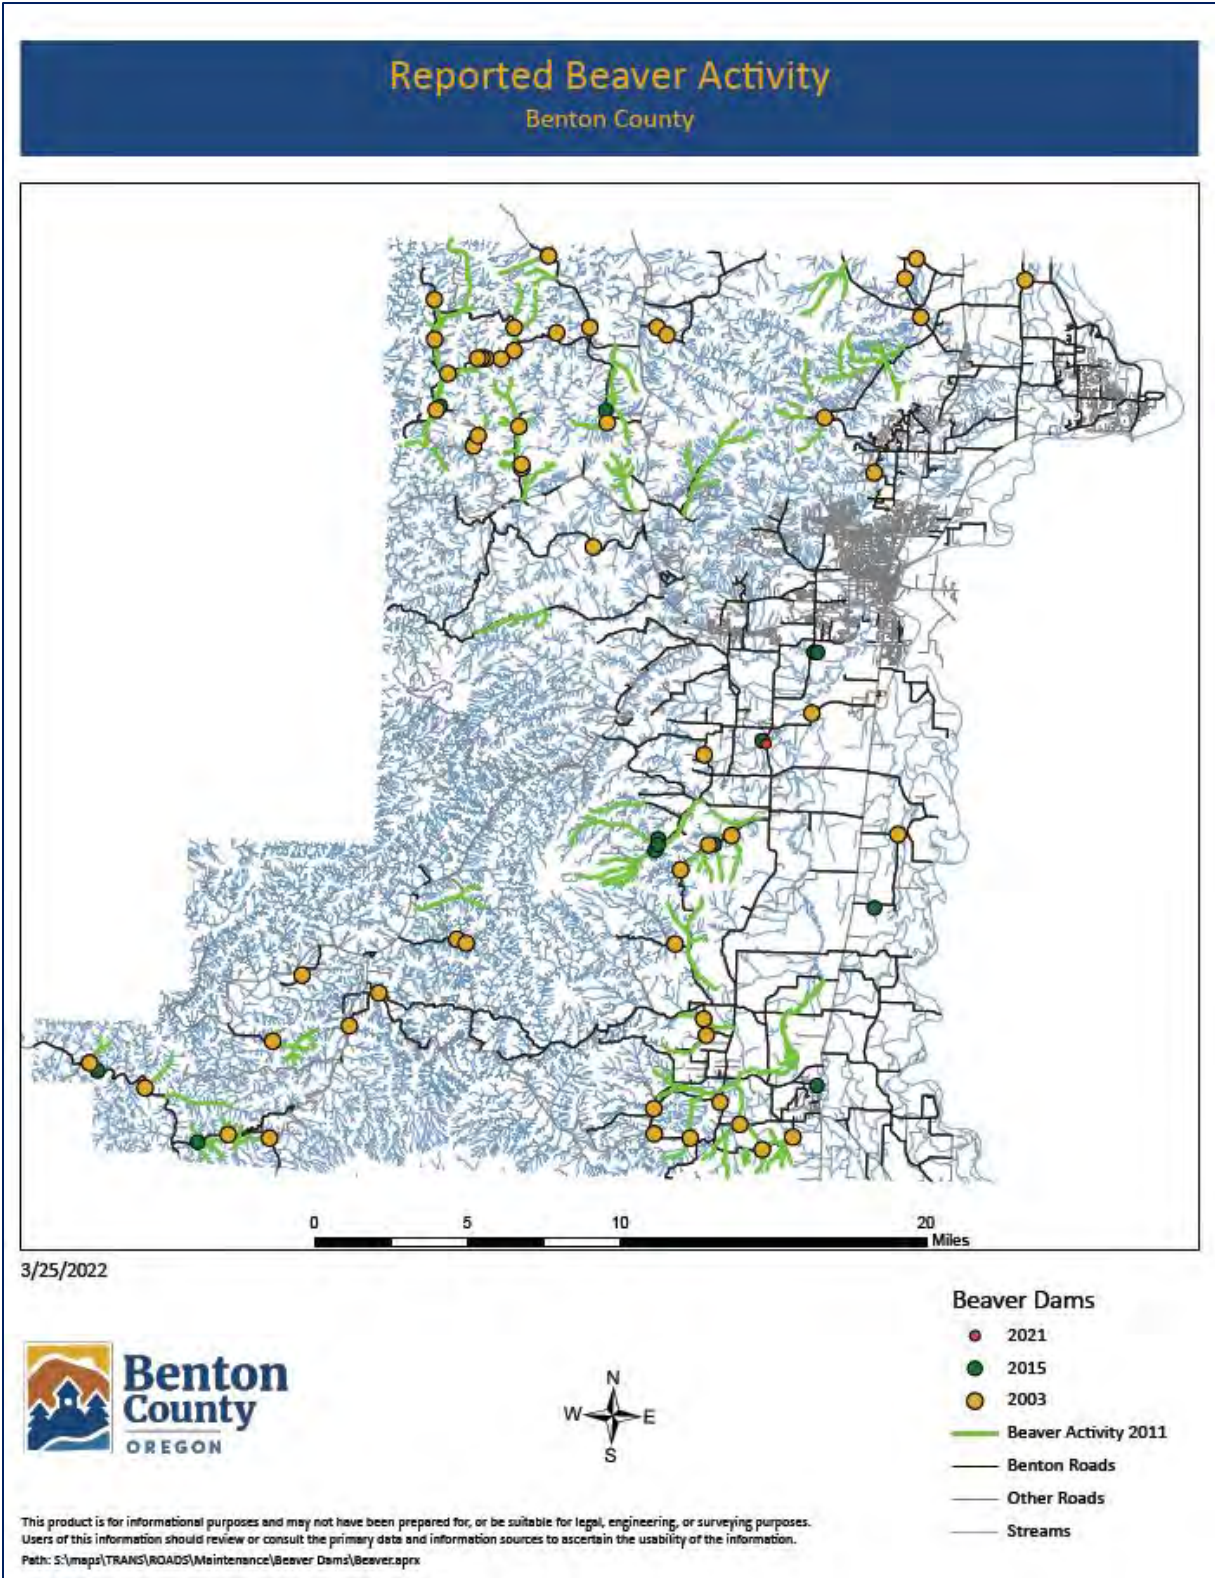 Reported Beaver Activity
Benton County
0 5 10 20
Miles
3/25/2022
Beaver Dams
2021
2015
2003
Beaver Activity 2011
Benton Roads
Other Roads
Streams
Benton
County
OREGON
N
W E
S
This product is for informational purposes and may not have been prepared for, or be suitable for legal, engineering, or surveying purposes.
Users of this information should review or consult the primary data and information sources to ascertain the usability of the information.
Path: S:\maps\TRANS\ROADS\Maintenance\Beaver Dams\Beaver.aprx